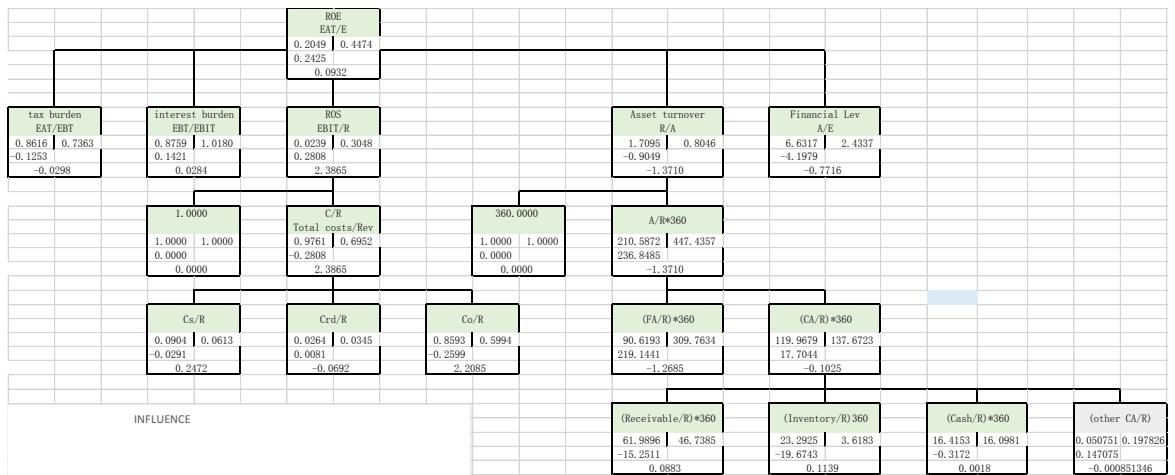 ROE
EAT/E
0.2049 0.4474
0.2425
0.0932
tax burden
EAT/EBT
0.8616 0.7363
-0.1253
-0.0298
interest burden
EBT/EBIT
0.8759 1.0180
0.1421
0.0284
ROS
EBIT/R
0.0239 0.3048
0.2808
2.3865
Asset turnover
R/A
1.7095 0.8046
-0.9049
-1.3710
Financial Lev
A/E
6.6317 2.4337
-4.1979
-0.7716
1.0000
1.0000 1.0000
0.0000
0.0000
C/R
Total costs/Rev
0.9761 0.6952
-0.2808
2.3865
360.0000
1.0000 1.0000
0.0000
0.0000
A/R*360
210.5872 447.4357
236.8485
-1.3710
Cs/R
0.0904 0.0613
-0.0291
0.2472
Crd/R
0.0264 0.0345
0.0081
-0.0692
Co/R
0.8593 0.5994
-0.2599
2.2085
(FA/R)*360
90.6193 309.7634
219.1441
-1.2685
(CA/R)*360
119.9679 137.6723
17.7044
-0.1025
INFLUENCE
(Receivable/R)*360
61.9896 46.7385
-15.2511
0.0883
(Inventory/R)360
23.2925 3.6183
-19.6743
0.1139
(Cash/R)*360
16.4153 16.0981
-0.3172
0.0018
(other CA/R)
0.050751 0.197826
0.147075
-0.000851346